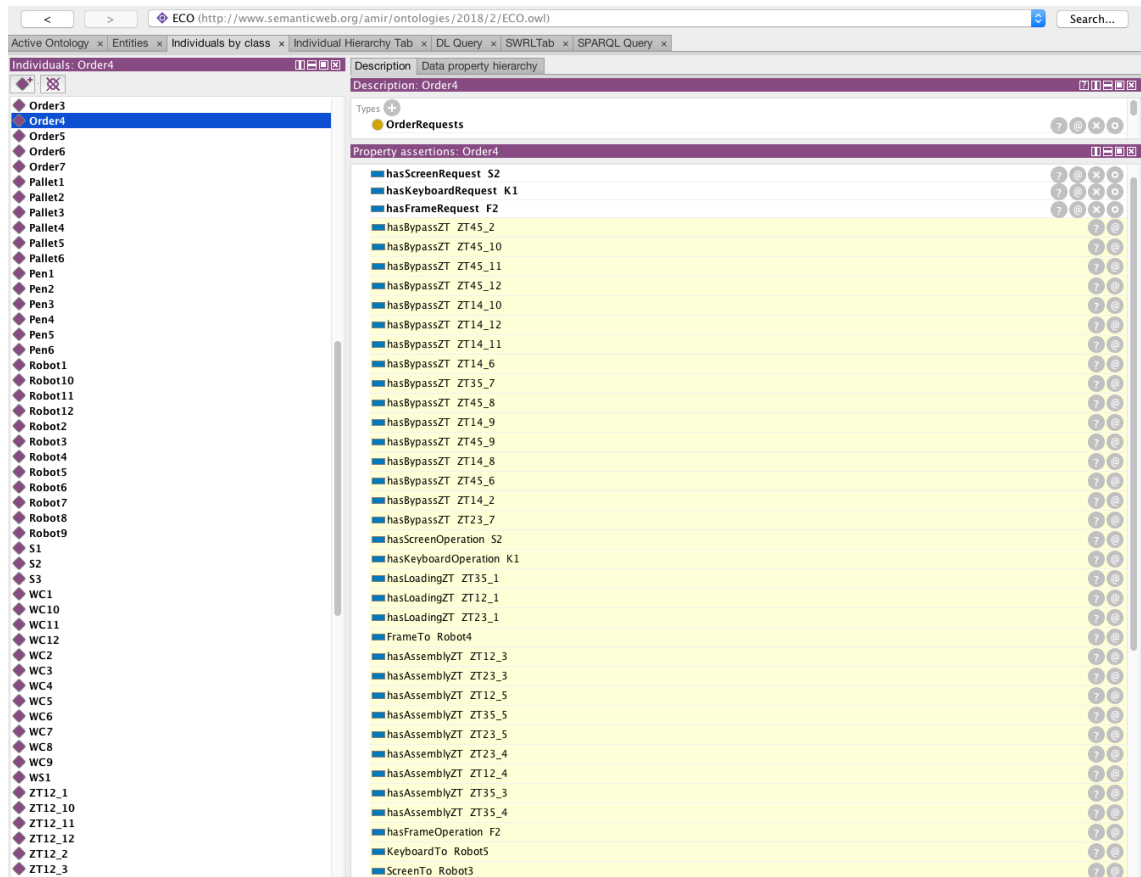 <
>
ECO (http://www.semanticweb.org/amir/ontologies/2018/2/ECO.owl)
Search...
Active Ontology × Entities × Individuals by class × Individual Hierarchy Tab × DL Query × SWRLTab × SPARQL Query ×
Individuals: Order4
Order3
Order4
Order5
Order6
Order7
Pallet1
Pallet2
Pallet3
Pallet4
Pallet5
Pallet6
Pen1
Pen2
Pen3
Pen4
Pen5
Pen6
Robot1
Robot10
Robot11
Robot12
Robot2
Robot3
Robot4
Robot5
Robot6
Robot7
Robot8
Robot9
S1
S2
S3
WC1
WC10
WC11
WC12
WC2
WC3
WC4
WC5
WC6
WC7
WC8
WC9
WS1
ZT12_1
ZT12_10
ZT12_11
ZT12_12
ZT12_2
ZT12_3
Description Data property hierarchy
Description: Order4
Types
OrderRequests
Property assertions: Order4
hasScreenRequest S2
hasKeyboardRequest K1
hasFrameRequest F2
hasBypassZT ZT45_2
hasBypassZT ZT45_10
hasBypassZT ZT45_11
hasBypassZT ZT45_12
hasBypassZT ZT14_10
hasBypassZT ZT14_12
hasBypassZT ZT14_11
hasBypassZT ZT14_6
hasBypassZT ZT35_7
hasBypassZT ZT45_8
hasBypassZT ZT14_9
hasBypassZT ZT45_9
hasBypassZT ZT14_8
hasBypassZT ZT45_6
hasBypassZT ZT14_2
hasBypassZT ZT23_7
hasScreenOperation S2
hasKeyboardOperation K1
hasLoadingZT ZT35_1
hasLoadingZT ZT12_1
hasLoadingZT ZT23_1
FrameTo Robot4
hasAssemblyZT ZT12_3
hasAssemblyZT ZT23_3
hasAssemblyZT ZT12_5
hasAssemblyZT ZT35_5
hasAssemblyZT ZT23_5
hasAssemblyZT ZT23_4
hasAssemblyZT ZT12_4
hasAssemblyZT ZT35_3
hasAssemblyZT ZT35_4
hasFrameOperation F2
KeyboardTo Robot5
ScreenTo Robot3